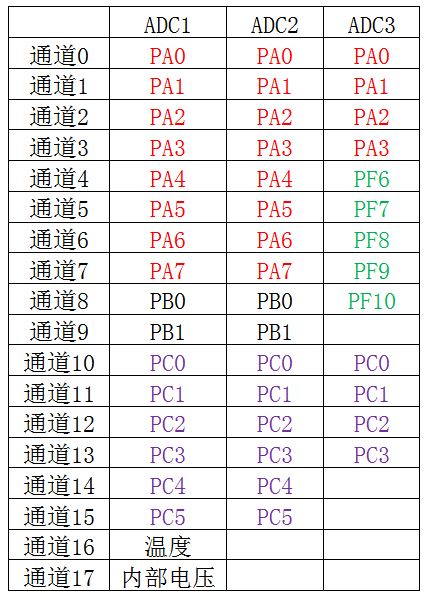 ADC1 ADC2 ADC3
通道0 PA0 PA0 PA0
通道1 PA1 PA1 PA1
通道2 PA2 PA2 PA2
通道3 PA3 PA3 PA3
通道4 PA4 PA4 PF6
通道5 PA5 PA5 PF7
通道6 PA6 PA6 PF8
通道7 PA7 PA7 PF9
通道8 PB0 PB0 PF10
通道9 PB1 PB1
通道10 PC0 PC0 PC0
通道11 PC1 PC1 PC1
通道12 PC2 PC2 PC2
通道13 PC3 PC3 PC3
通道14 PC4 PC4
通道15 PC5 PC5
通道16 温度
通道17 内部电压